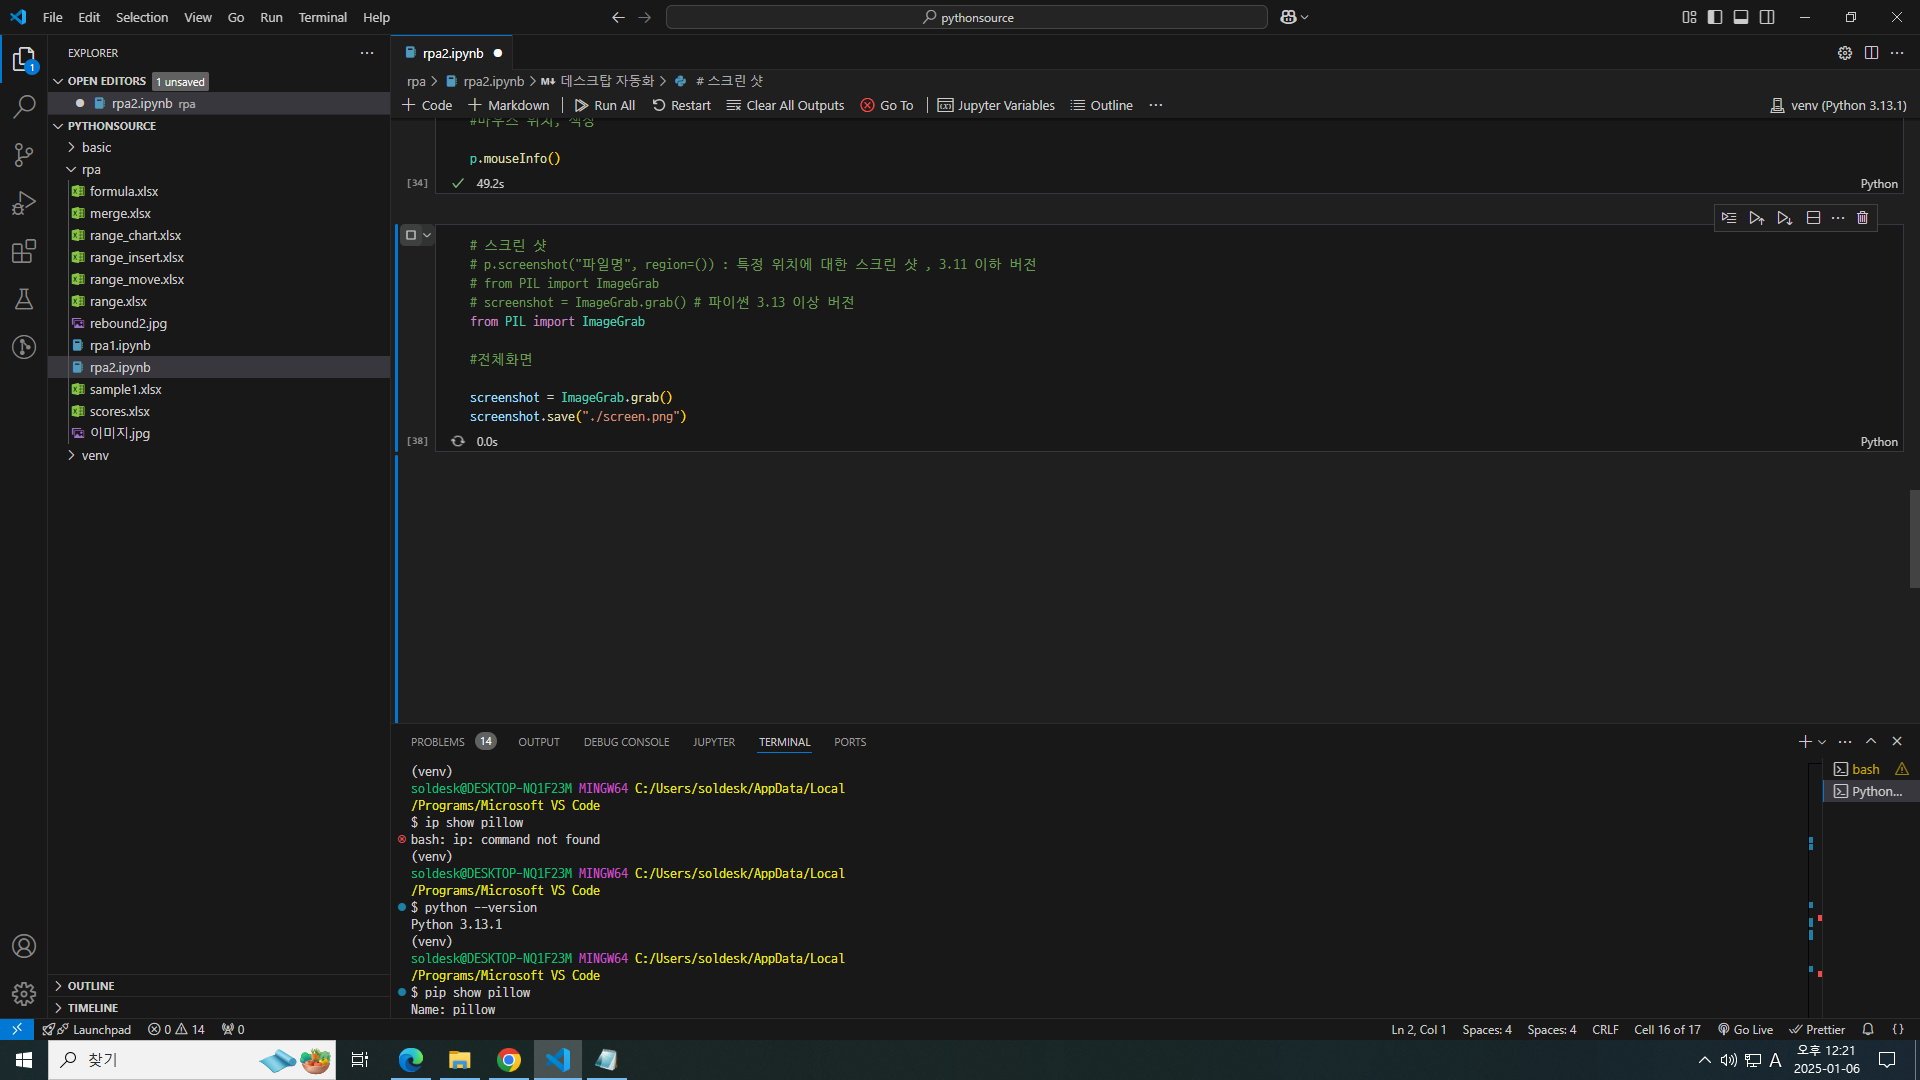 File Edit Selection View Go Run Terminal Help
pythonsource
EXPLORER
OPEN EDITORS 1 unsaved
rpa2.ipynb rpa
PYTHONSOURCE
basic
rpa
formula.xlsx
merge.xlsx
range_chart.xlsx
range_insert.xlsx
range_move.xlsx
range.xlsx
rebound2.jpg
rpa1.ipynb
rpa2.ipynb
sample1.xlsx
scores.xlsx
이미지.jpg
venv
OUTLINE
TIMELINE
1
rpa2.ipynb
rpa > rpa2.ipynb > M↓ 데스크탑 자동화 > # 스크린 샷
+ Code + Markdown Run All Restart Clear All Outputs Go To Jupyter Variables Outline ... venv (Python 3.13.1)
#마우스 위치, 색상
p.mouseInfo()
[34] 49.2s Python
# 스크린 샷
# p.screenshot("파일명", region=()) : 특정 위치에 대한 스크린 샷 , 3.11 이하 버전
# from PIL import ImageGrab
# screenshot = ImageGrab.grab() # 파이썬 3.13 이상 버전
from PIL import ImageGrab
#전체화면
screenshot = ImageGrab.grab()
screenshot.save("./screen.png")
[38] 0.0s Python
PROBLEMS 14 OUTPUT DEBUG CONSOLE JUPYTER TERMINAL PORTS
(venv)
soldesk@DESKTOP-NQ1F23M MINGW64 C:/Users/soldesk/AppData/Local
/Programs/Microsoft VS Code
$ ip show pillow
bash: ip: command not found
(venv)
soldesk@DESKTOP-NQ1F23M MINGW64 C:/Users/soldesk/AppData/Local
/Programs/Microsoft VS Code
$ python --version
Python 3.13.1
(venv)
soldesk@DESKTOP-NQ1F23M MINGW64 C:/Users/soldesk/AppData/Local
/Programs/Microsoft VS Code
$ pip show pillow
Name: pillow
bash
Python...
Launchpad 0 14 0
Ln 2, Col 1 Spaces: 4 Spaces: 4 CRLF Cell 16 of 17 Go Live Prettier {}
찾기
A
오후 12:21
2025-01-06